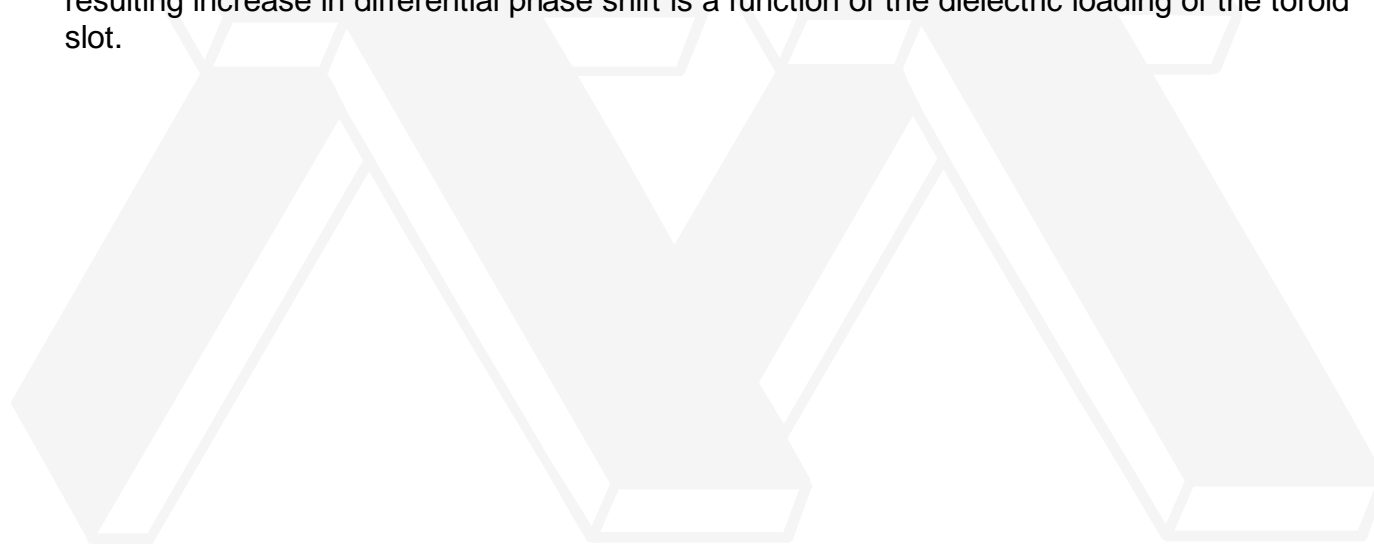 resulting increase in differential phase shift is a function of the dielectric loading of the toroid
slot.